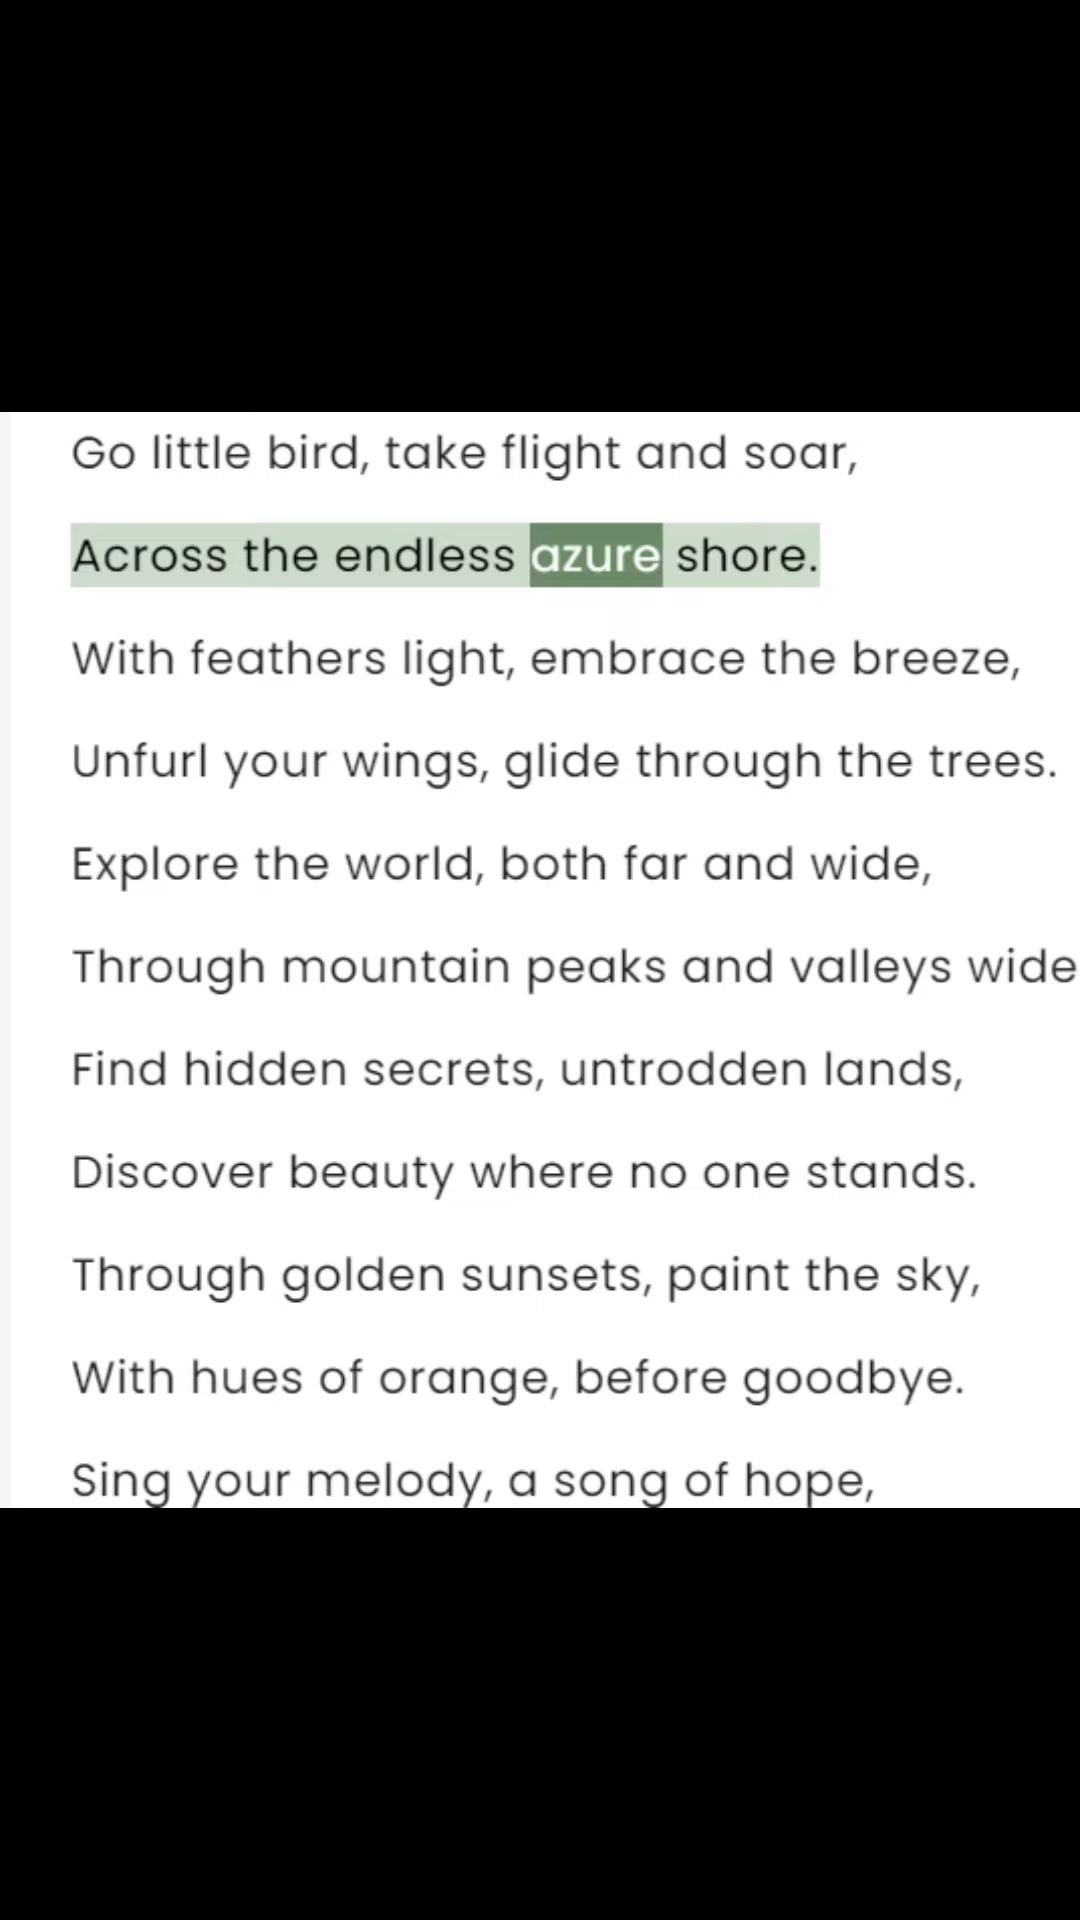 Go little bird, take flight and soar,
Across the endless azure shore.
With feathers light, embrace the breeze,
Unfurl your wings, glide through the trees.
Explore the world, both far and wide,
Through mountain peaks and valleys wide
Find hidden secrets, untrodden lands,
Discover beauty where no one stands.
Through golden sunsets, paint the sky,
With hues of orange, before goodbye.
Sing your melody, a song of hope,